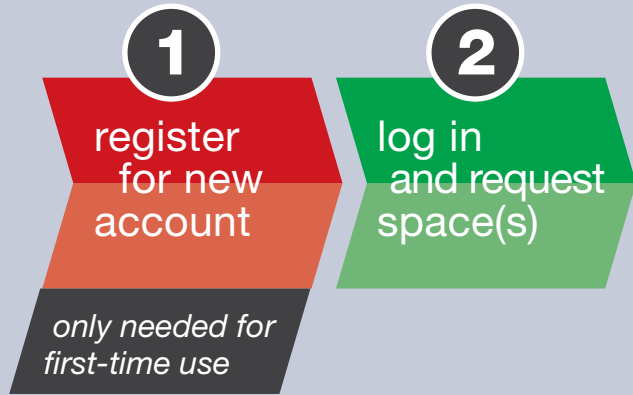 1
register
for new
account
only needed for
first-time use
2
log in
and request
space(s)